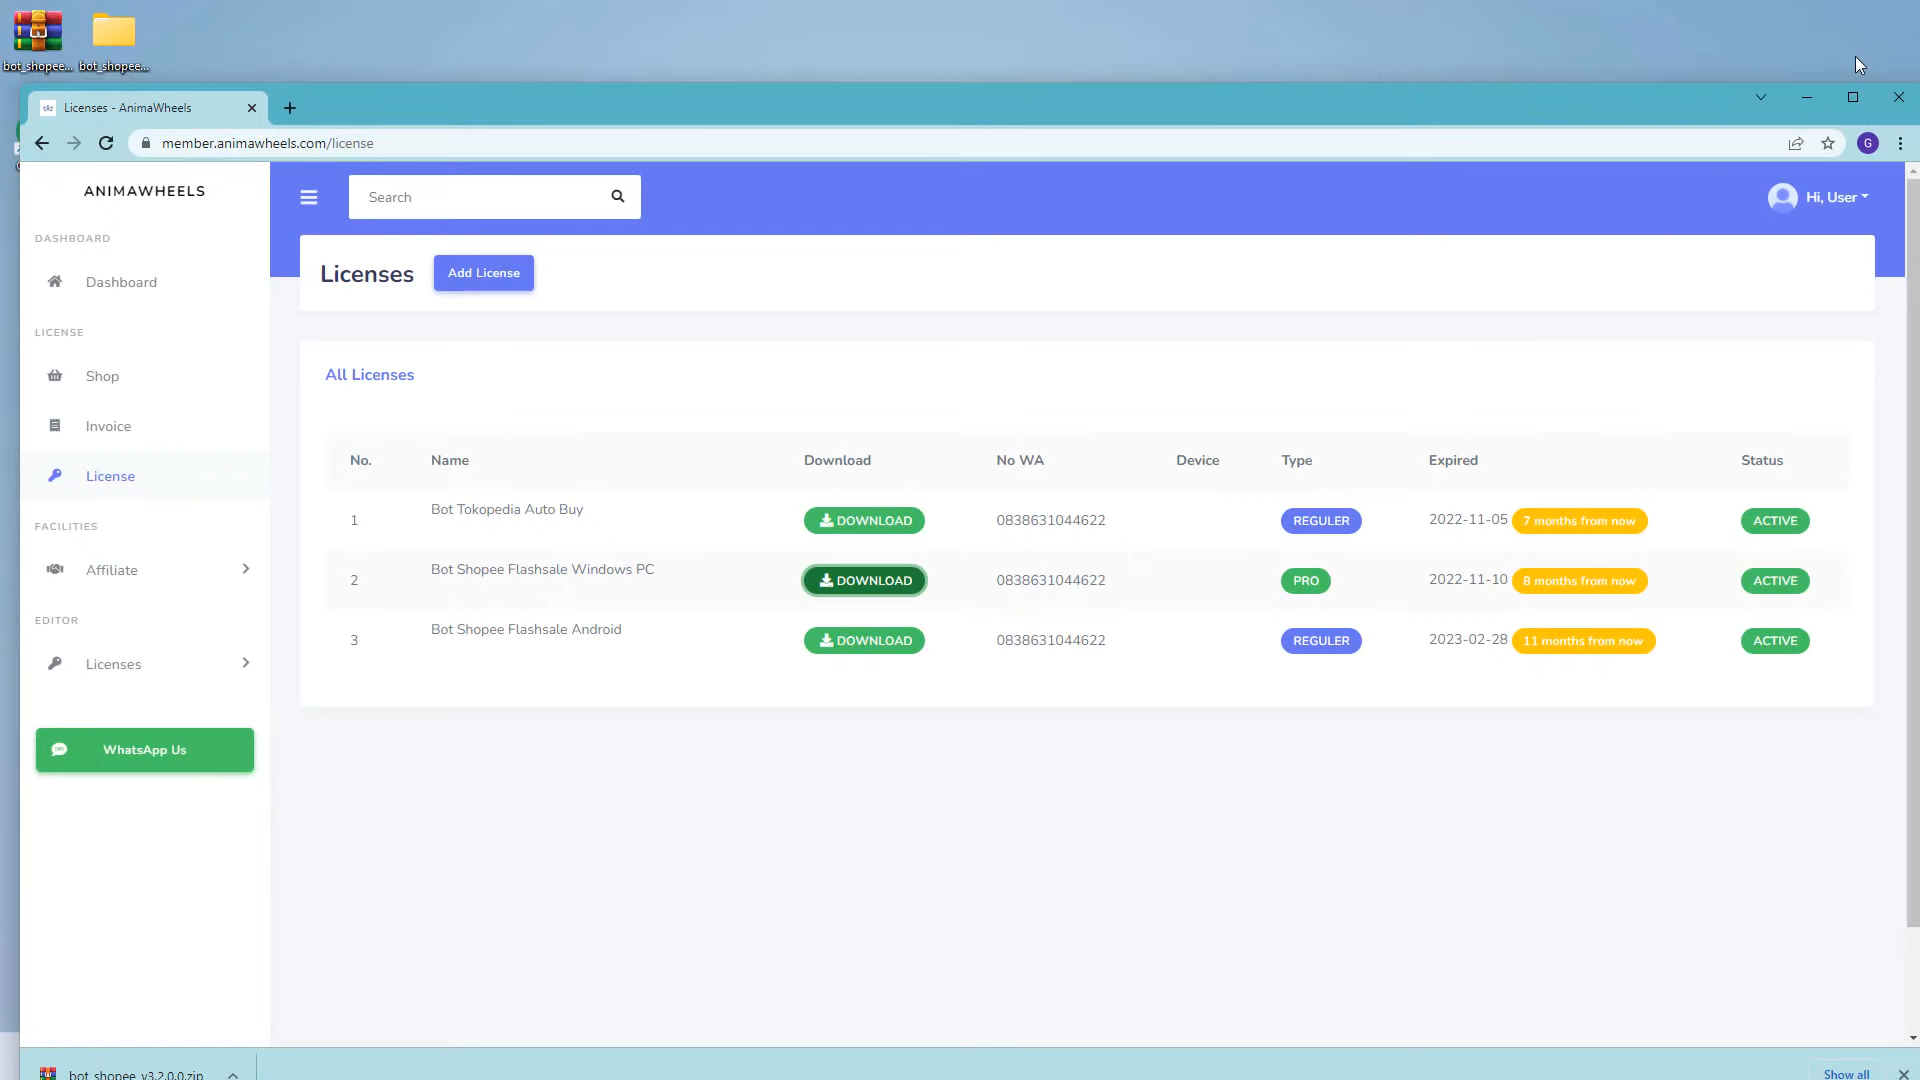 bot_shopee... bot_shopee...
Licenses - AnimaWheels
member.animawheels.com/license
G
ANIMAWHEELS
Search
Hi, User
DASHBOARD
Dashboard
LICENSE
Shop
Invoice
License
FACILITIES
Affiliate
EDITOR
Licenses
WhatsApp Us
Licenses Add License
All Licenses
No. Name Download No WA Device Type Expired Status
1 Bot Tokopedia Auto Buy DOWNLOAD 0838631044622 REGULER 2022-11-05 7 months from now ACTIVE
2 Bot Shopee Flashsale Windows PC DOWNLOAD 0838631044622 PRO 2022-11-10 8 months from now ACTIVE
3 Bot Shopee Flashsale Android DOWNLOAD 0838631044622 REGULER 2023-02-28 11 months from now ACTIVE
bot_shopee_v3.2.0.0.zip
Show all